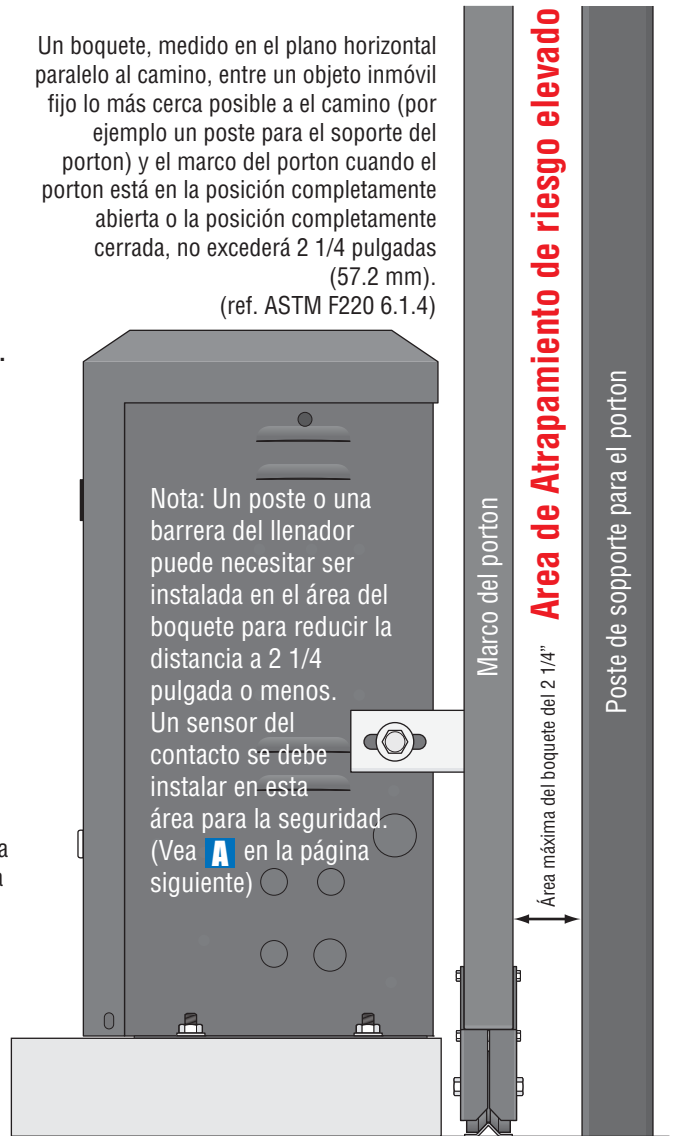 Un boquete, medido en el plano horizontal
paralelo al camino, entre un objeto inmóvil
fijo lo más cerca posible a el camino (por
ejemplo un poste para el soporte del
porton) y el marco del porton cuando el
porton está en la posición completamente
abierta o la posición completamente
cerrada, no excederá 2 1/4 pulgadas
(57.2 mm).
(ref. ASTM F220 6.1.4)
.
Nota: Un poste o una
barrera del llenador
puede necesitar ser
instalada en el área del
boquete para reducir la
distancia a 2 1/4
pulgada o menos.
Un sensor del
contacto se debe
instalar en esta
área para la seguridad.
(Vea A en la página
siguiente)
a
a
Marco del porton
Área máxima del boquete del 2 1/4”
Area de Atrapamiento de riesgo elevado
Poste de sopporte para el porton